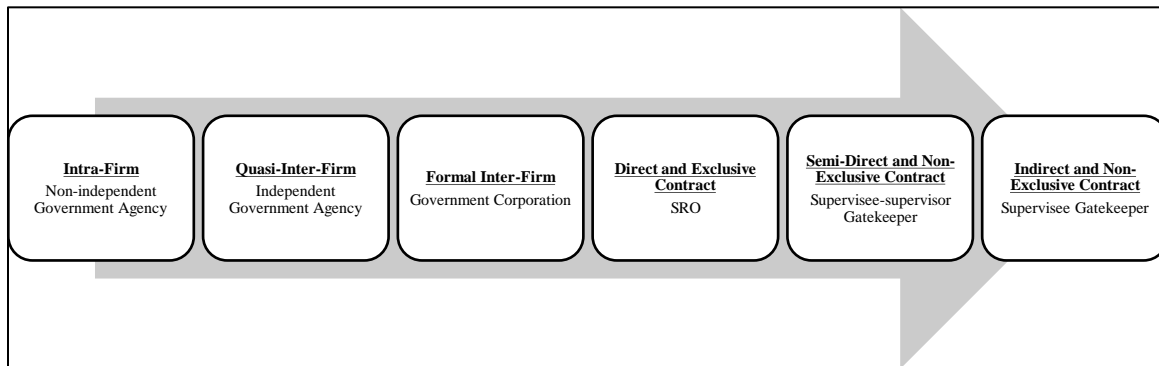 Intra-Firm
Non-independent
Government Agency
Quasi-Inter-Firm
Independent
Government Agency
Formal Inter-Firm
Government Corporation
Direct and Exclusive
Contract
SRO
Semi-Direct and Non-
Exclusive Contract
Supervisee-supervisor
Gatekeeper
Indirect and Non-
Exclusive Contract
Supervisee Gatekeeper